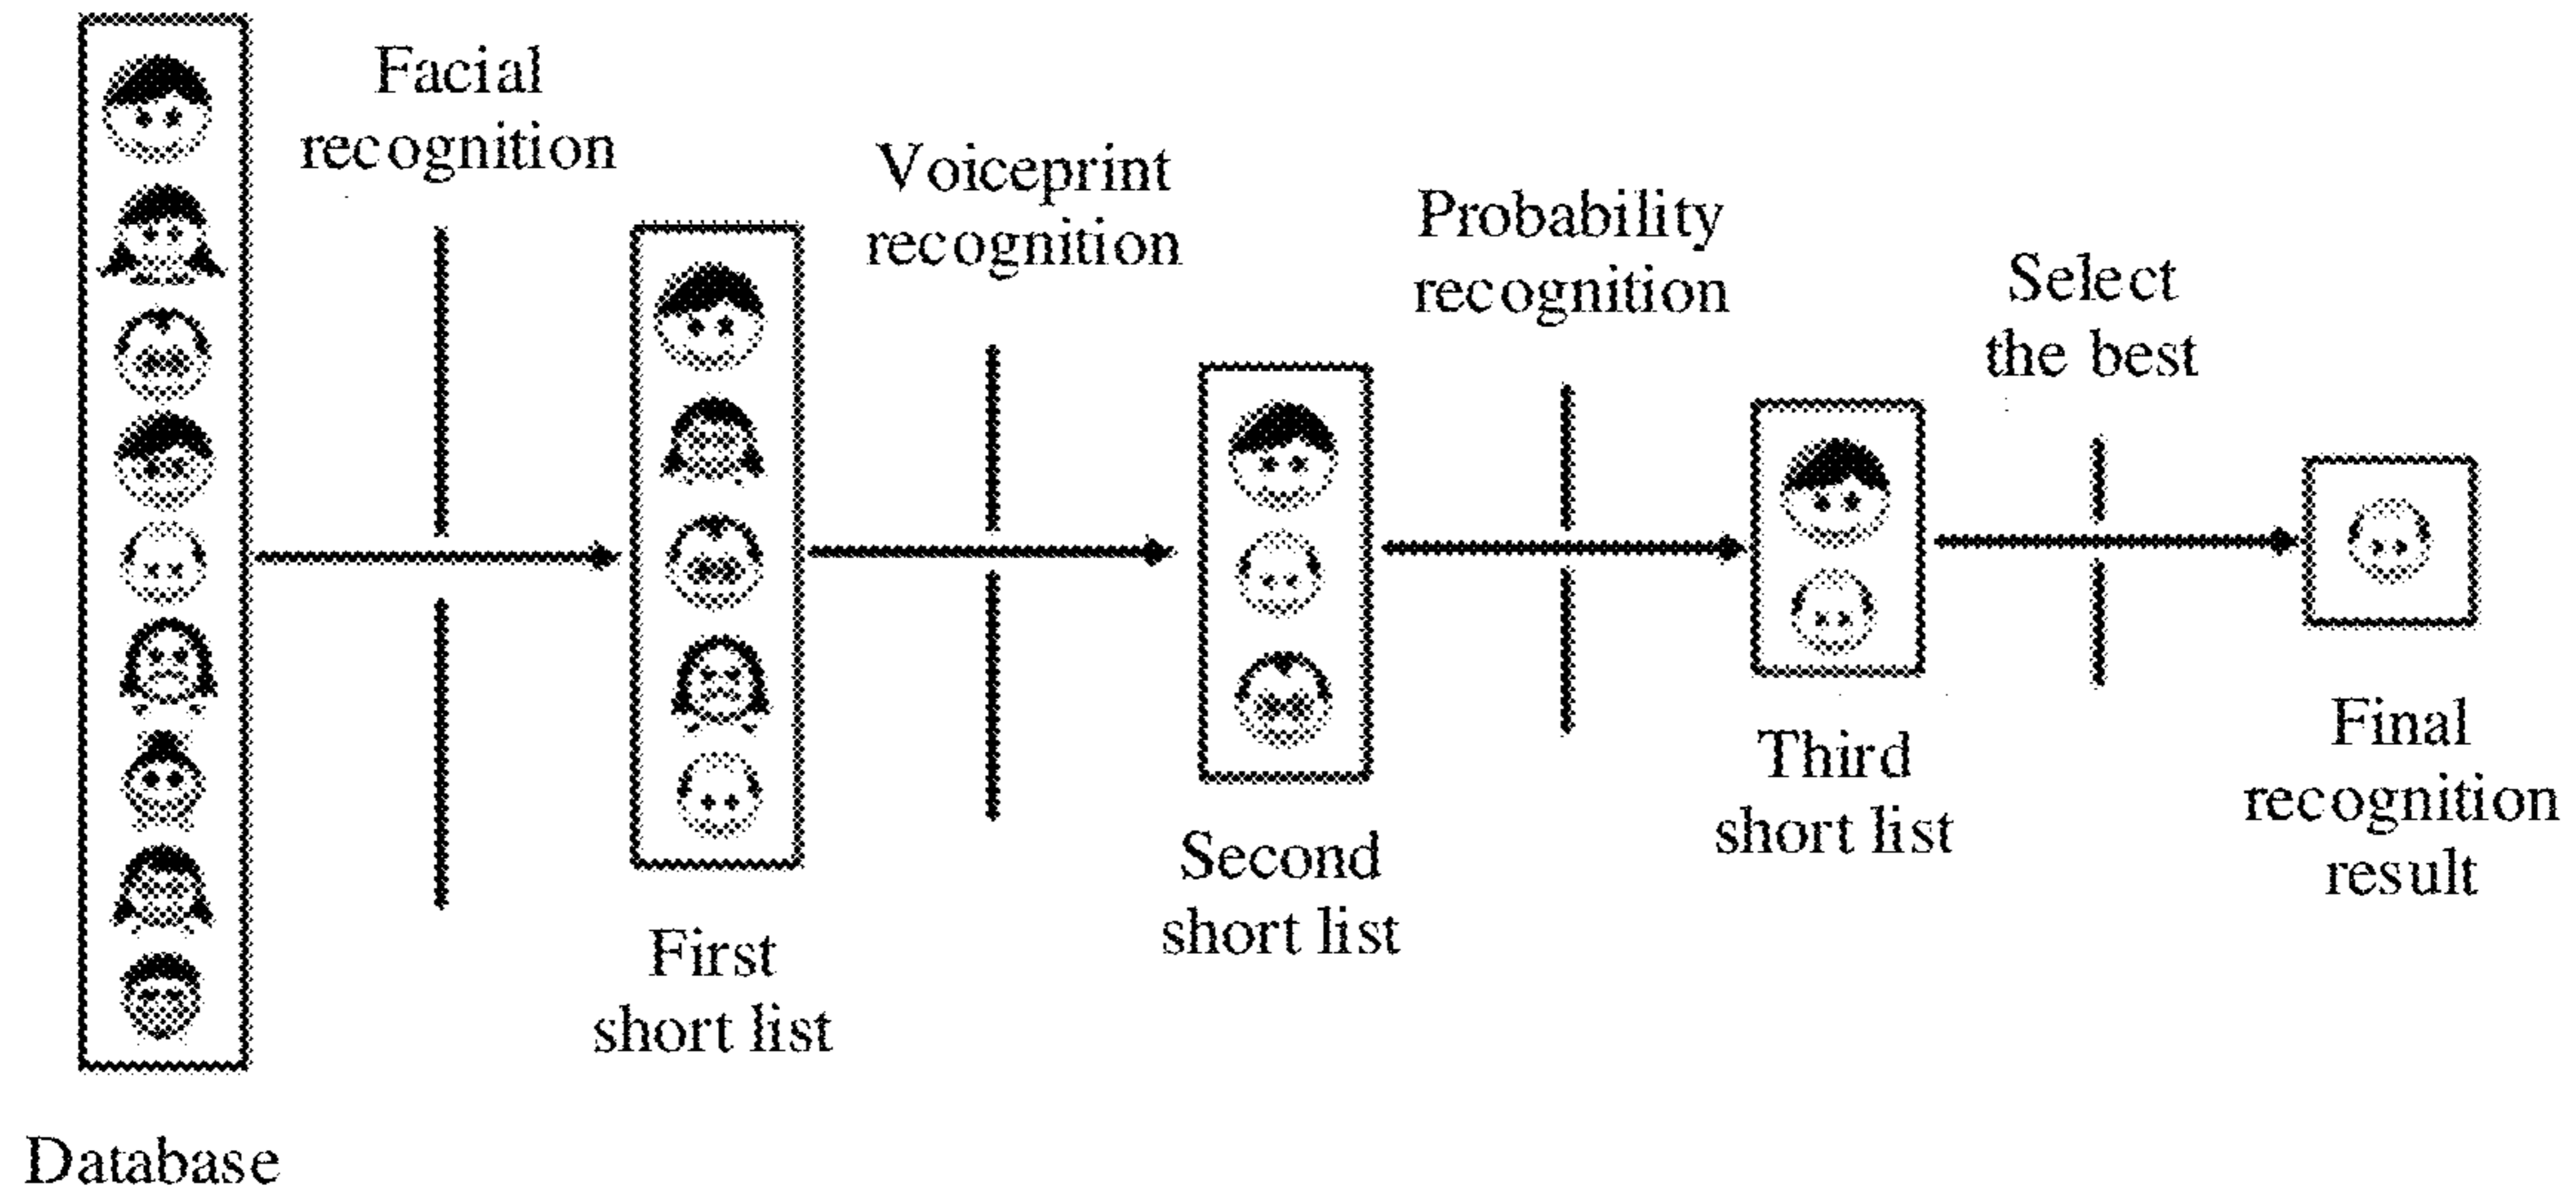 Facial
recognition
Voiceprint
recognition
Probability
recognition
Select
the best
Database
First
short list
Second
short list
Third
short list
Final
recognition
result